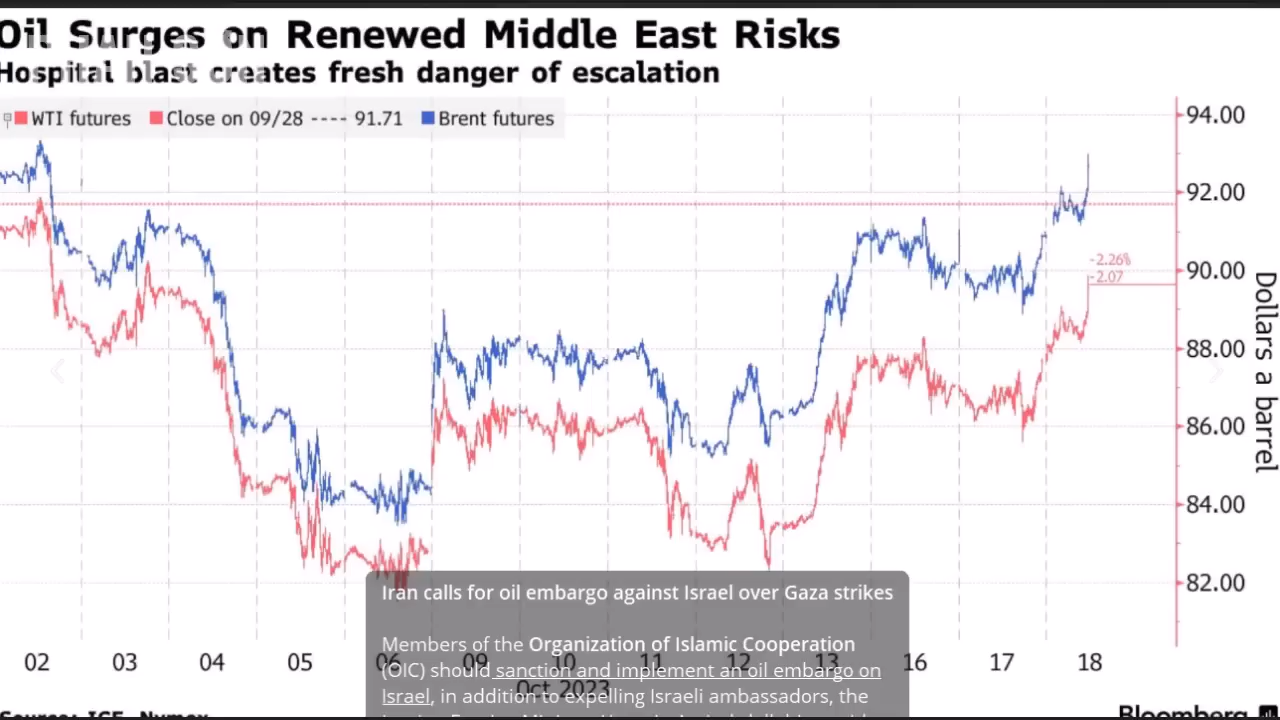 Oil Surges on Renewed Middle East Risks
Hospital blast creates fresh danger of escalation
WTI futures Close on 09/28 ---- 91.71 Brent futures
94.00
92.00
-2.26%
90.00
-2.07
88.00
86.00
84.00
82.00
Dollars a barrel
Iran calls for oil embargo against Israel over Gaza strikes
Members of the Organization of Islamic Cooperation
(OIC) should sanction and implement an oil embargo on
Israel, in addition to expelling Israeli ambassadors, the
02 03 04 05 06 09 10 11 12 13 16 17 18
Oct 2023
Source: ICE, Nymex
Bloomberg